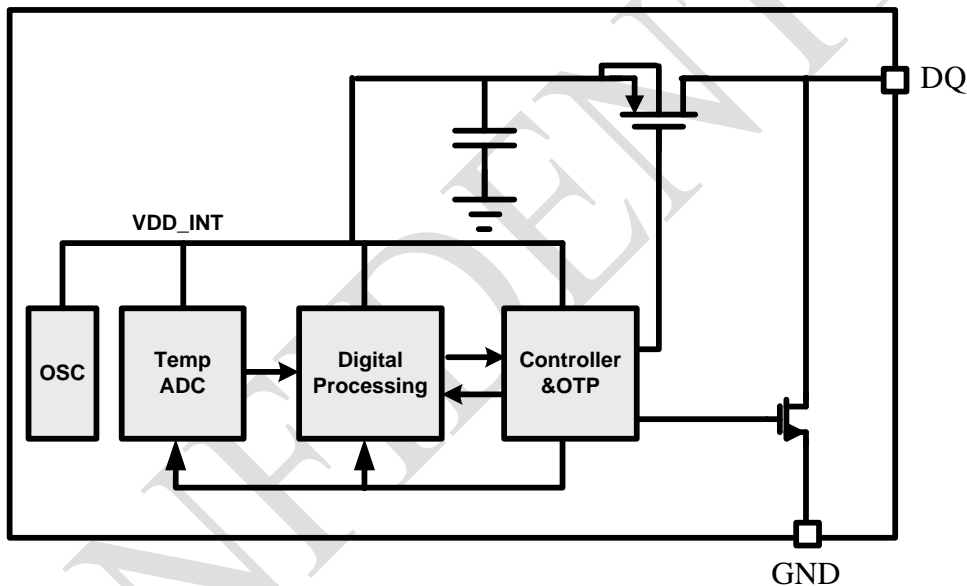 DQ
VDD_INT
OSC
Temp
ADC
Digital
Processing
Controller
&OTP
GND